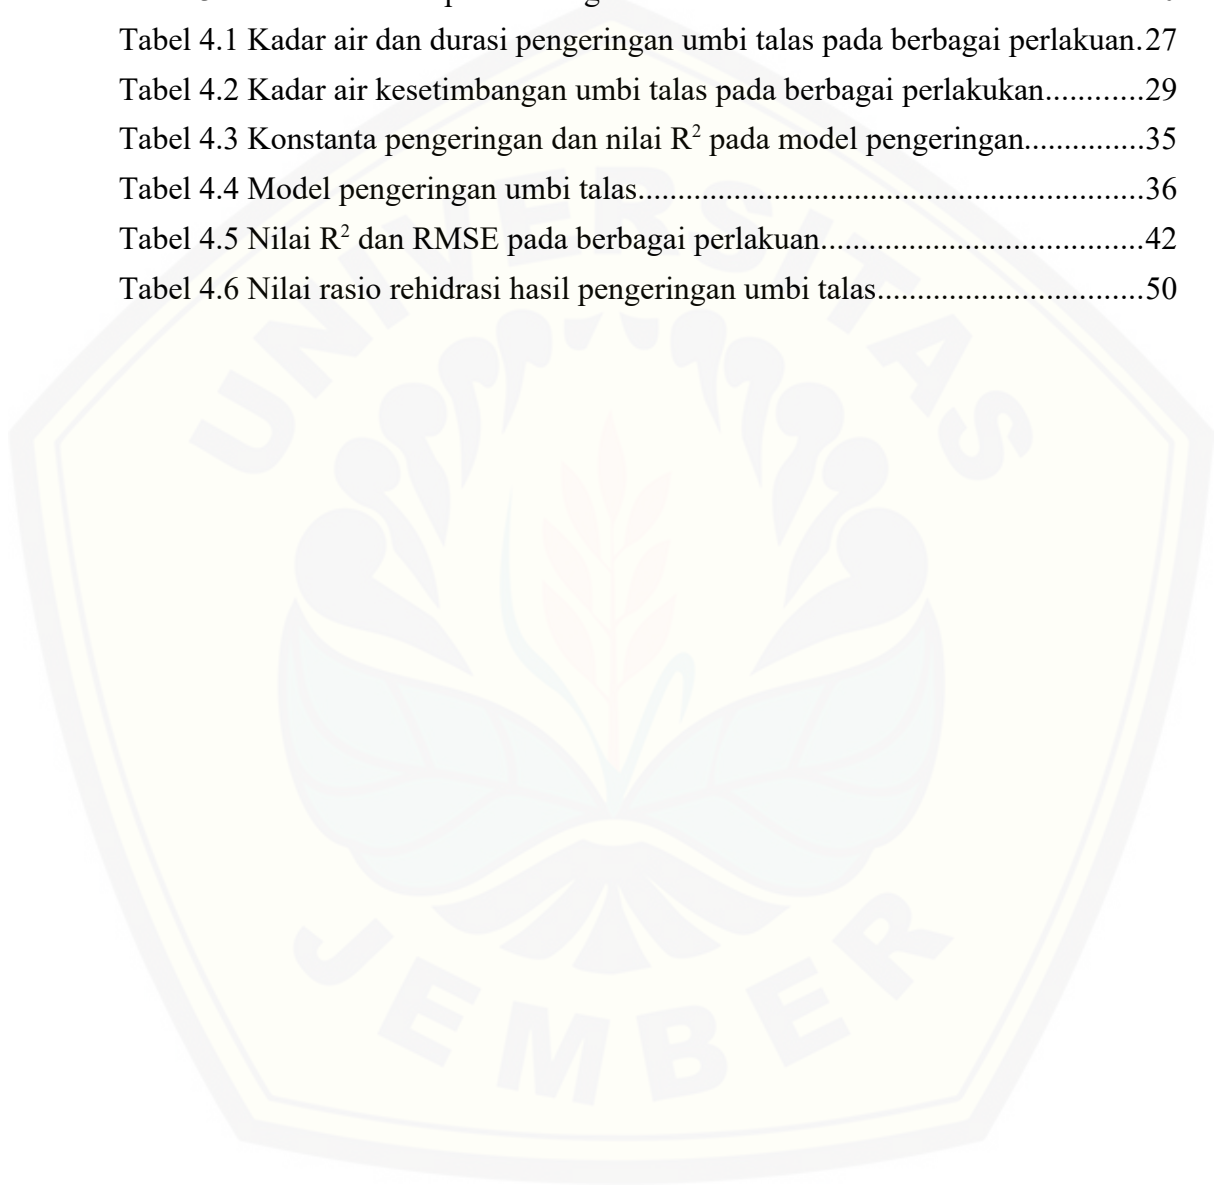 Tabel 4.1 Kadar air dan durasi pengeringan umbi talas pada berbagai perlakuan.27
Tabel 4.2 Kadar air kesetimbangan umbi talas pada berbagai perlakukan............29
Tabel 4.3 Konstanta pengeringan dan nilai R² pada model pengeringan..............35
Tabel 4.4 Model pengeringan umbi talas.............................................................36
Tabel 4.5 Nilai R² dan RMSE pada berbagai perlakuan.......................................42
Tabel 4.6 Nilai rasio rehidrasi hasil pengeringan umbi talas................................50
UNIVERSITAS
JEMBER